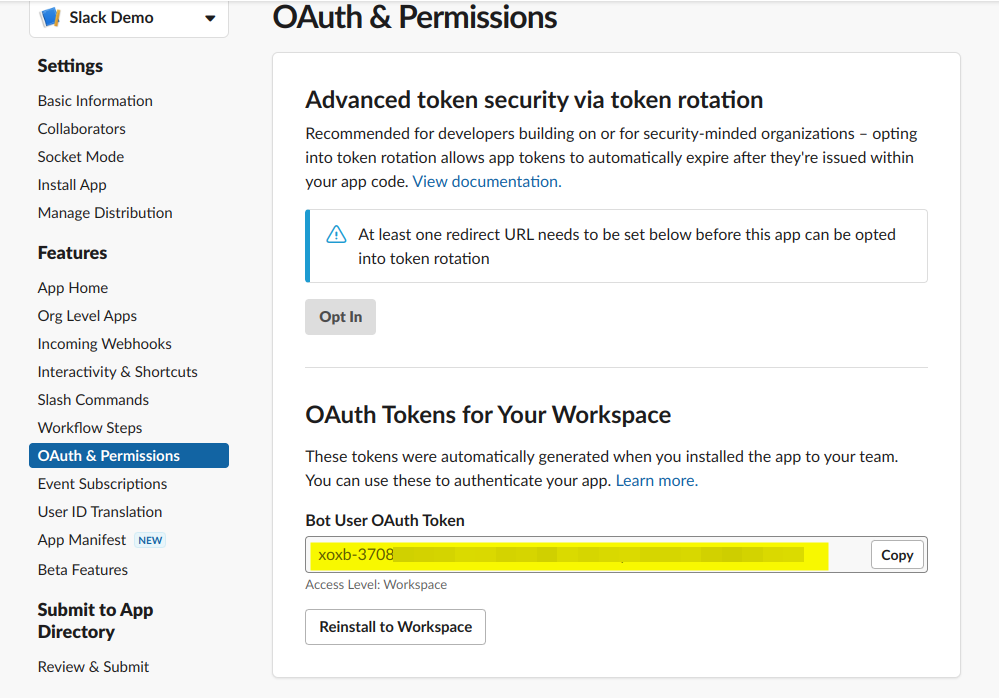 Slack Demo
OAuth & Permissions
Settings
Basic Information
Collaborators
Socket Mode
Install App
Manage Distribution
Features
App Home
Org Level Apps
Incoming Webhooks
Interactivity & Shortcuts
Slash Commands
Workflow Steps
OAuth & Permissions
Event Subscriptions
User ID Translation
App Manifest NEW
Beta Features
Submit to App
Directory
Review & Submit
Advanced token security via token rotation
Recommended for developers building on or for security-minded organizations – opting
into token rotation allows app tokens to automatically expire after they're issued within
your app code. View documentation.
At least one redirect URL needs to be set below before this app can be opted
into token rotation
Opt In
OAuth Tokens for Your Workspace
These tokens were automatically generated when you installed the app to your team.
You can use these to authenticate your app. Learn more.
Bot User OAuth Token
xoxb-3708
Copy
Access Level: Workspace
Reinstall to Workspace